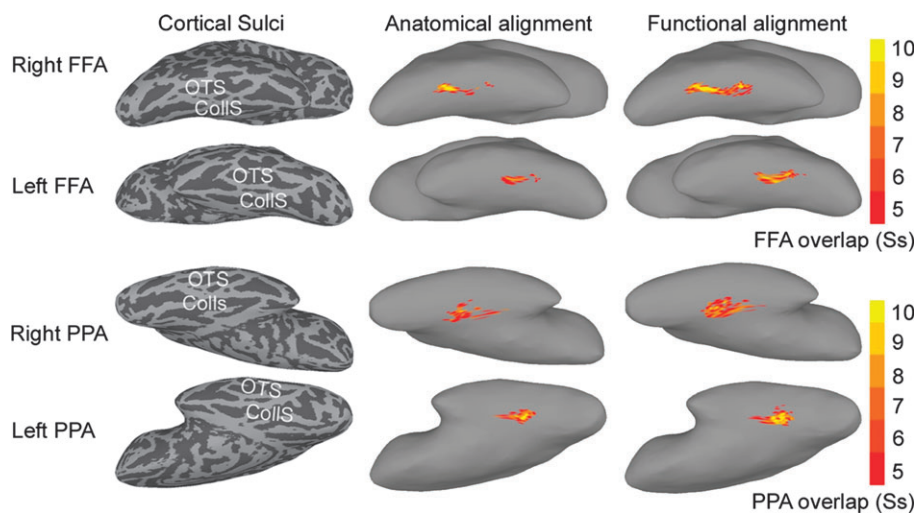 Cortical Sulci
Anatomical alignment
Functional alignment
Right FFA
OTS
CollS
Left FFA
OTS
CollS
10
9
8
7
6
5
FFA overlap (Ss)
Right PPA
OTS
Colls
Left PPA
OTS
CollS
10
9
8
7
6
5
PPA overlap (Ss)